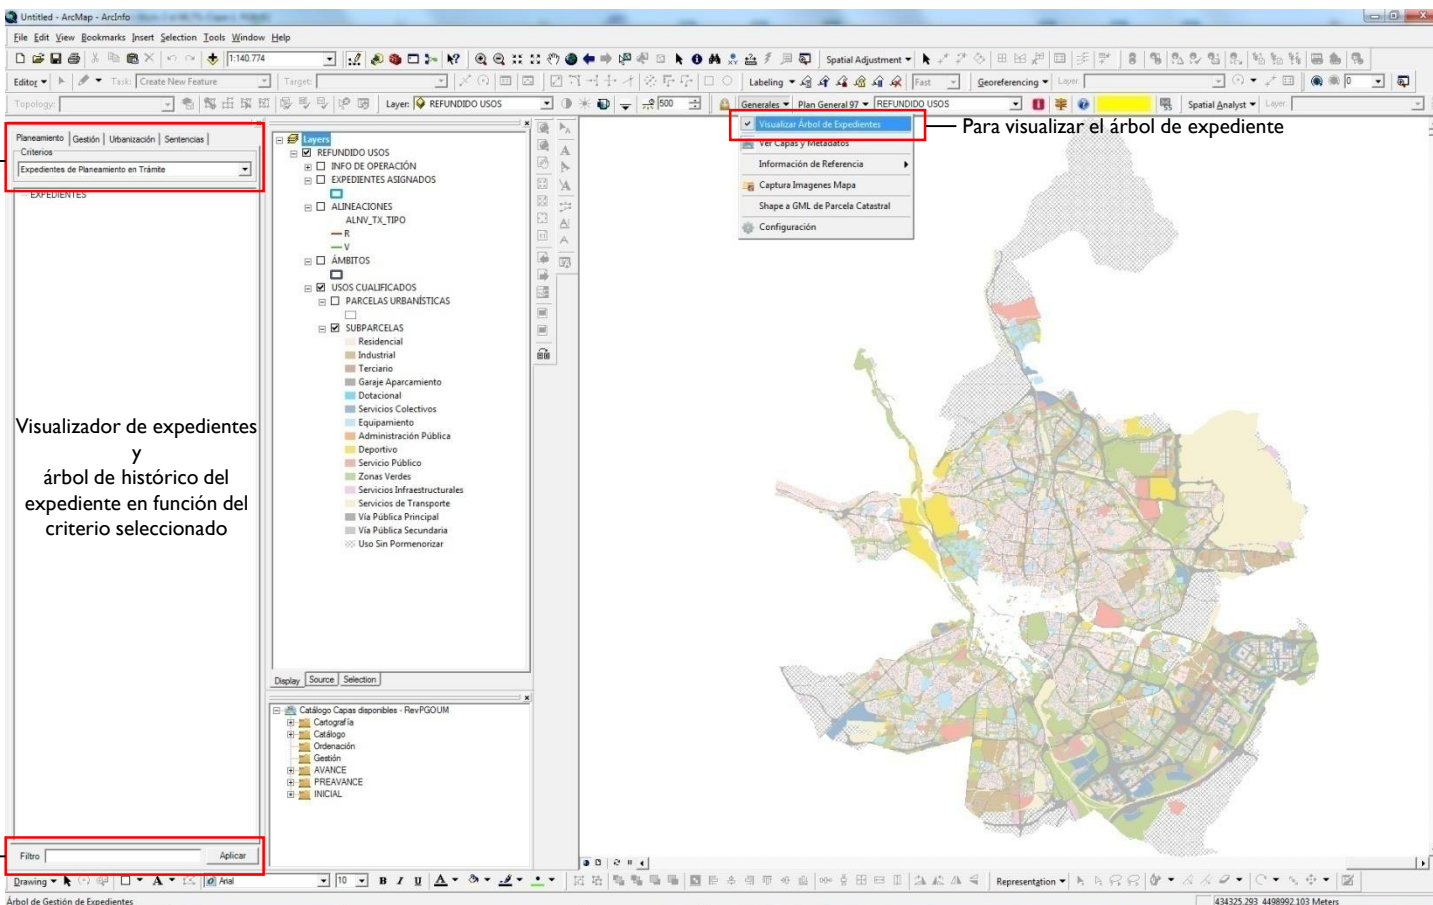 Untitled - ArcMap - ArcInfo
File Edit View Bookmarks Insert Selection Tools Window Help
1:140.774
Spatial Adjustment
Editor Task: Create New Feature Target: Labeling Fast Georeferencing Layer:
Topology: Layer: REFUNDIDO USOS 500 Generales Plan General 97 REFUNDIDO USOS Spatial Analyst Layer:
Planeamiento Gestión Urbanización Sentencias
Criterios
Expedientes de Planeamiento en Trámite
EXPEDIENTES
Visualizador de expedientes
y
árbol de histórico del
expediente en función del
criterio seleccionado
Filtro Aplicar
Layers
REFUNDIDO USOS
INFO DE OPERACIÓN
EXPEDIENTES ASIGNADOS
ALINEACIONES
ALNV_TX_TIPO
R
V
ÁMBITOS
USOS CUALIFICADOS
PARCELAS URBANÍSTICAS
SUBPARCELAS
Residencial
Industrial
Terciario
Garaje Aparcamiento
Dotacional
Servicios Colectivos
Equipamiento
Administración Pública
Deportivo
Servicio Público
Zonas Verdes
Servicios Infraestructurales
Servicios de Transporte
Vía Pública Principal
Vía Pública Secundaria
Uso Sin Pormenorizar
Display Source Selection
Catálogo Capas disponibles - RevPGOUM
Cartografía
Catálogo
Ordenación
Gestión
AVANCE
PREAVANCE
INICIAL
Visualizar Árbol de Expedientes
Ver Capas y Metadatos
Información de Referencia
Captura Imagenes Mapa
Shape a GML de Parcela Catastral
Configuración
Para visualizar el árbol de expediente
Drawing A Arial 10 B I U A Representation
Árbol de Gestión de Expedientes
434325,293 4498992,103 Meters